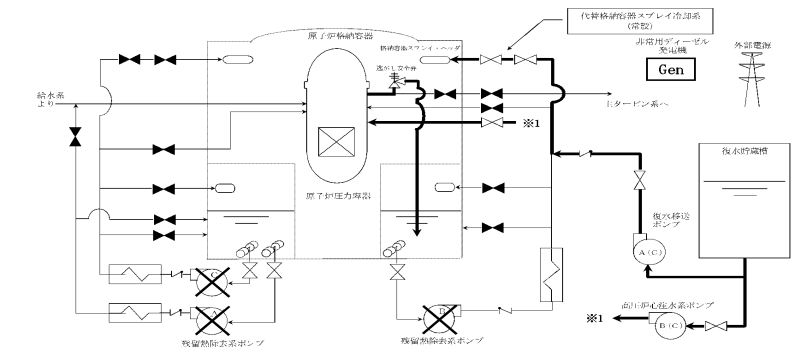 代替格納容器スプレイ冷却系
(常設)
原子炉格納容器
格納容器スプレイ・ヘッダ
非常用ディーゼル
発電機
外部電源
Gen
逃がし安全弁
給水系
より
主タービン系へ
※1
復水貯蔵槽
原子炉圧力容器
復水移送
ポンプ
A(C)
C
A
B
高圧炉心注水系ポンプ
※1
B(C)
残留熱除去系ポンプ
残留熱除去系ポンプ